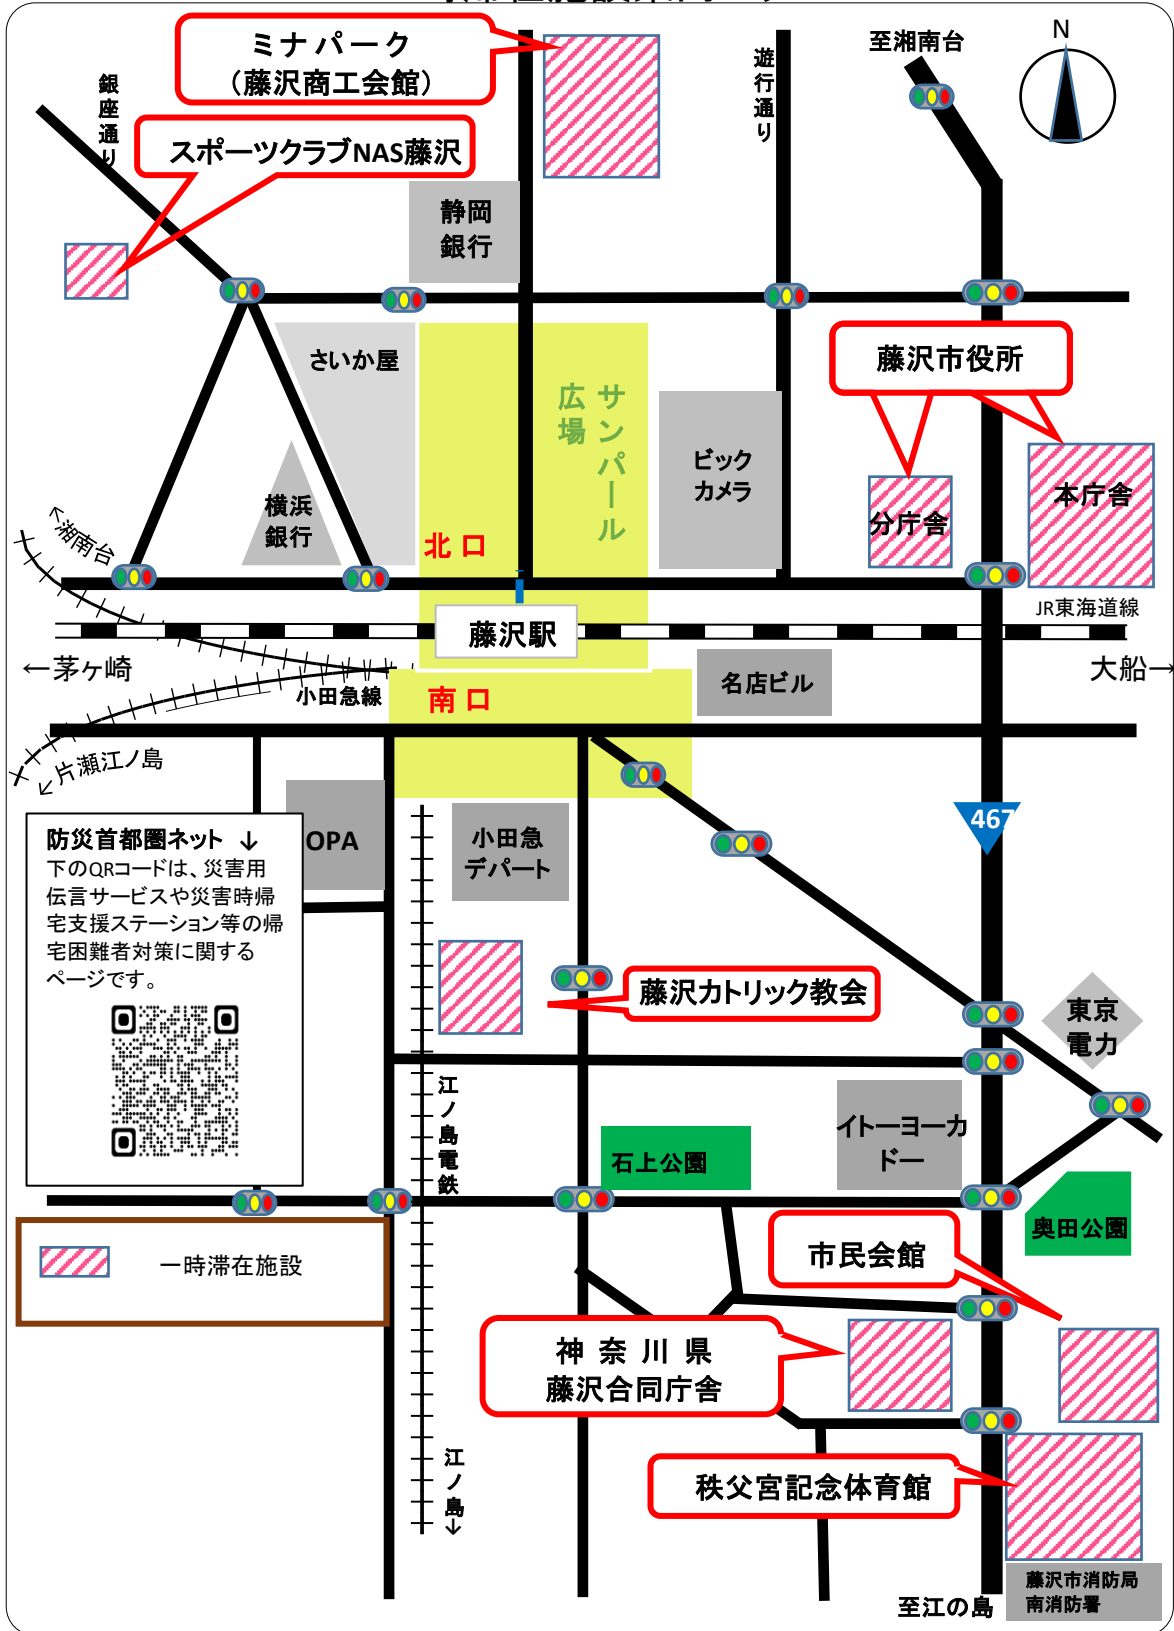 ミナパーク
（藤沢商工会館）
スポーツクラブNAS藤沢
銀座通り
遊行通り
至湘南台
N
静岡
銀行
さいか屋
サンパール
広場
ビック
カメラ
藤沢市役所
分庁舎
本庁舎
横浜
銀行
北口
←湘南台
JR東海道線
藤沢駅
←茅ヶ崎
大船→
小田急線
南口
名店ビル
←片瀬江ノ島
OPA
小田急
デパート
467
防災首都圏ネット ↓
下のQRコードは、災害用
伝言サービスや災害時帰
宅支援ステーション等の帰
宅困難者対策に関する
ページです。
藤沢カトリック教会
東京
電力
江ノ島電鉄
イトーヨーカ
ドー
石上公園
奥田公園
一時滞在施設
市民会館
神奈川県
藤沢合同庁舎
江ノ島→
秩父宮記念体育館
藤沢市消防局
南消防署
至江の島